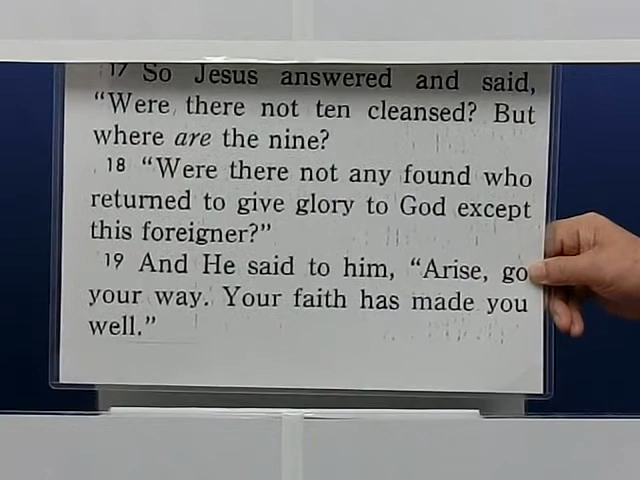 17 So Jesus answered and said,
“Were there not ten cleansed? But
where are the nine?
18 “Were there not any found who
returned to give glory to God except
this foreigner?”
19 And He said to him, “Arise, go
your way. Your faith has made you
well.”